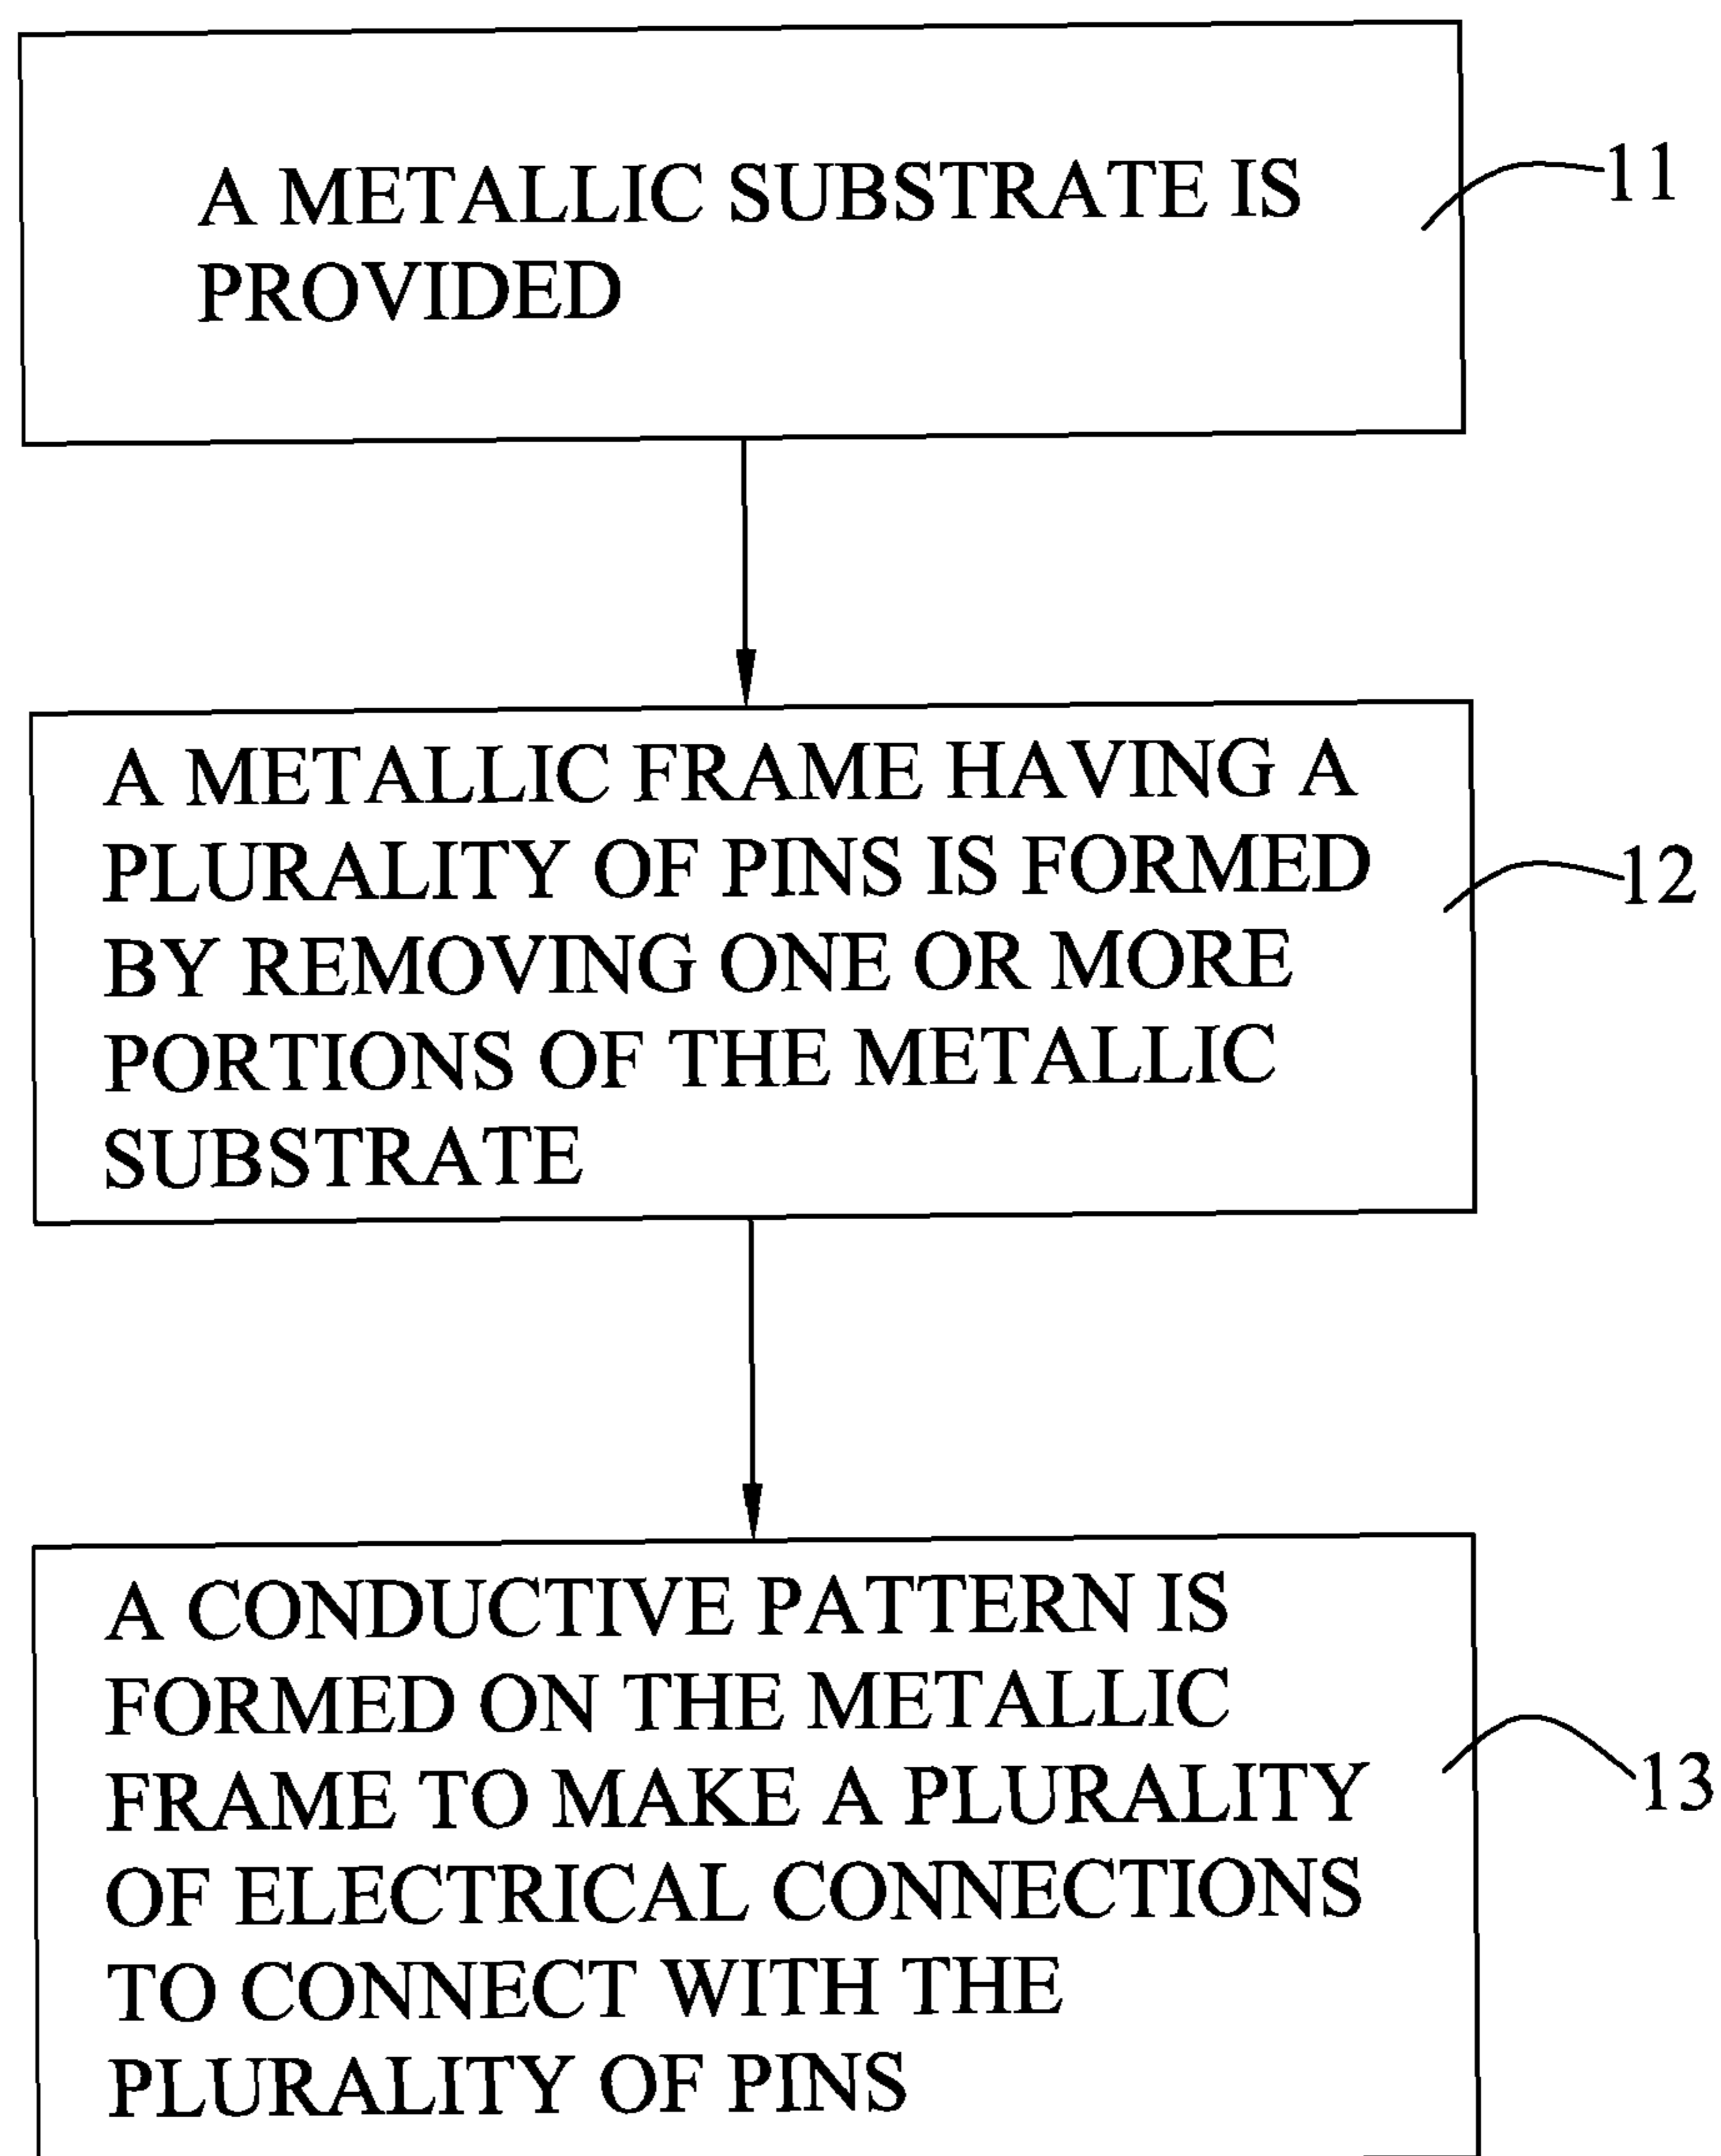 A METALLIC SUBSTRATE IS
PROVIDED
11
A METALLIC FRAME HAVING A
PLURALITY OF PINS IS FORMED
BY REMOVING ONE OR MORE
PORTIONS OF THE METALLIC
SUBSTRATE
12
A CONDUCTIVE PATTERN IS
FORMED ON THE METALLIC
FRAME TO MAKE A PLURALITY
OF ELECTRICAL CONNECTIONS
TO CONNECT WITH THE
PLURALITY OF PINS
13